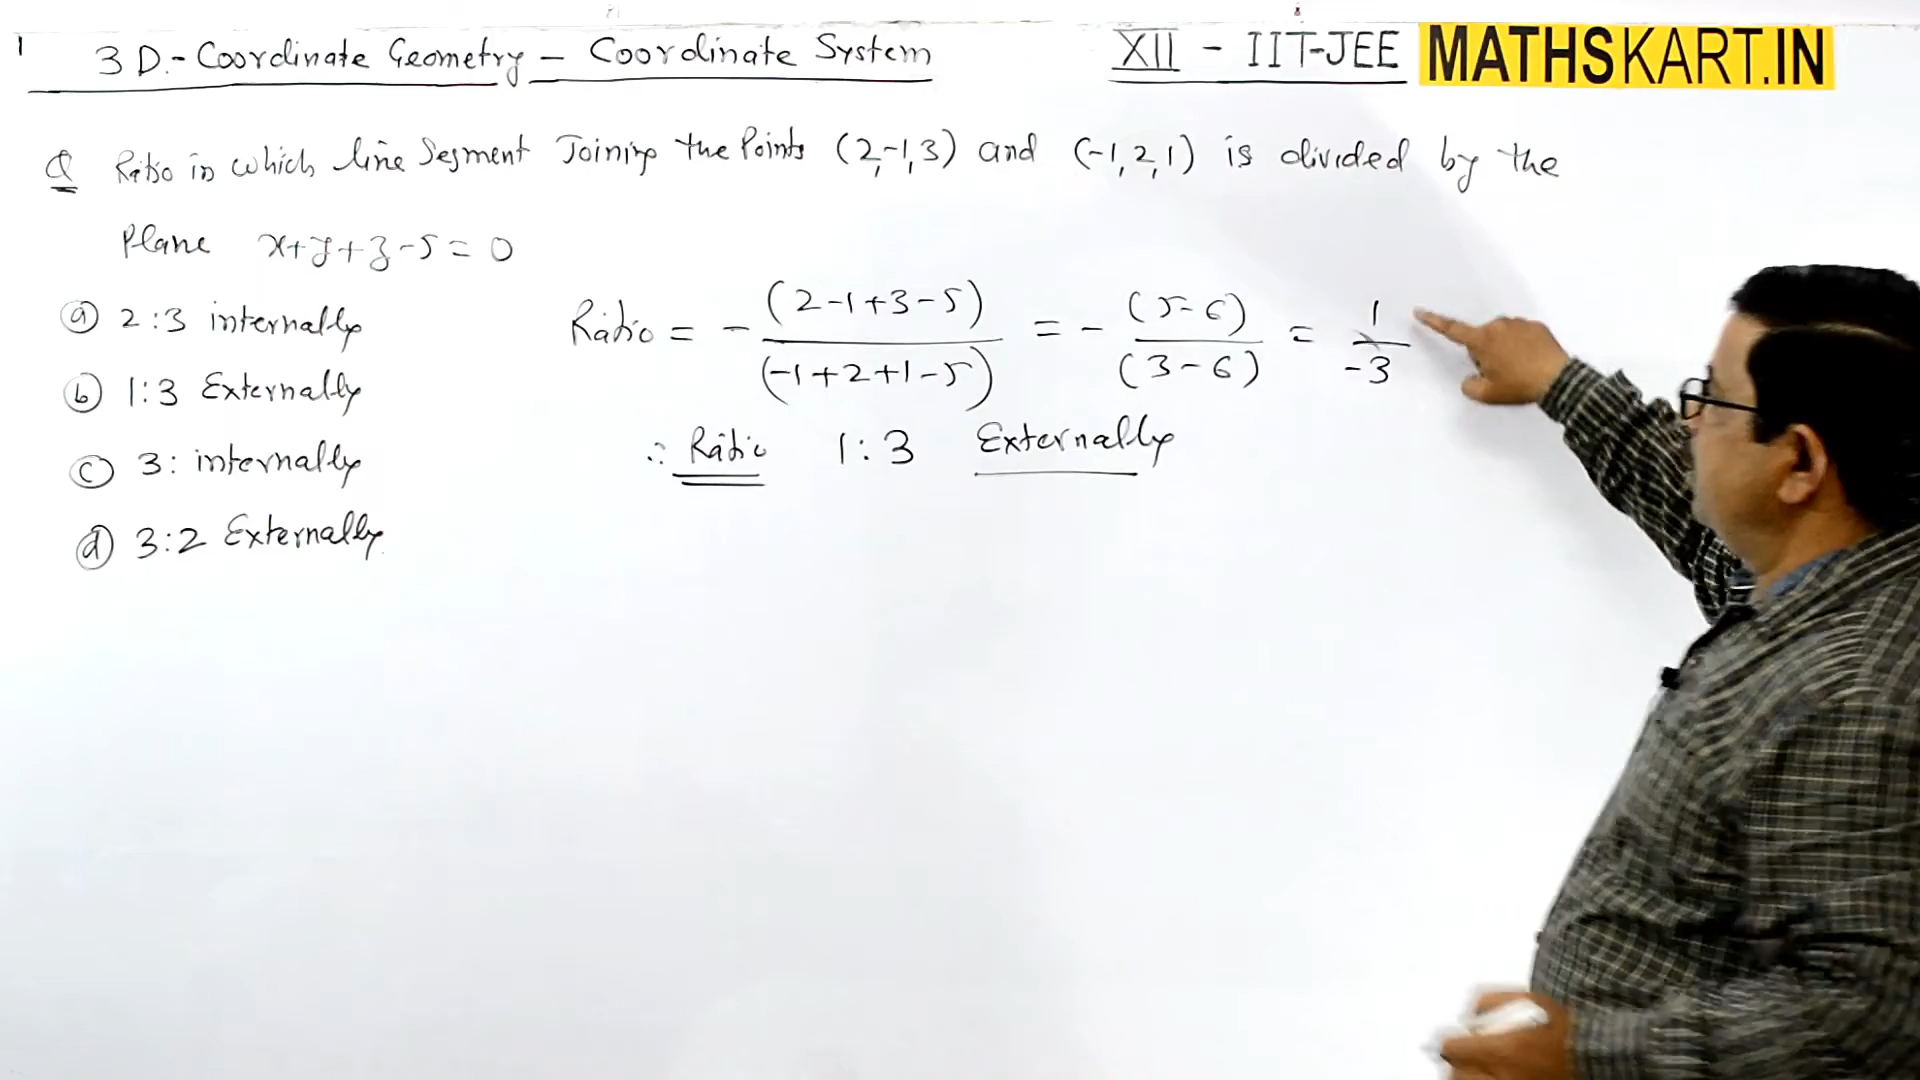 1 3D.-Coordinate Geometry - Coordinate System XII - IIT-JEE MATHSKART.IN
Q Ratio in which line Segment Joining the Points (2,-1,3) and (-1,2,1) is divided by the
Plane x+y+z-5=0
(a) 2:3 internally
(b) 1:3 Externally
(c) 3: internally
(d) 3:2 Externally
Ratio = - (2-1+3-5) / (-1+2+1-5) = - (5-6) / (3-6) = 1 / -3
∴ Ratio 1:3 Externally